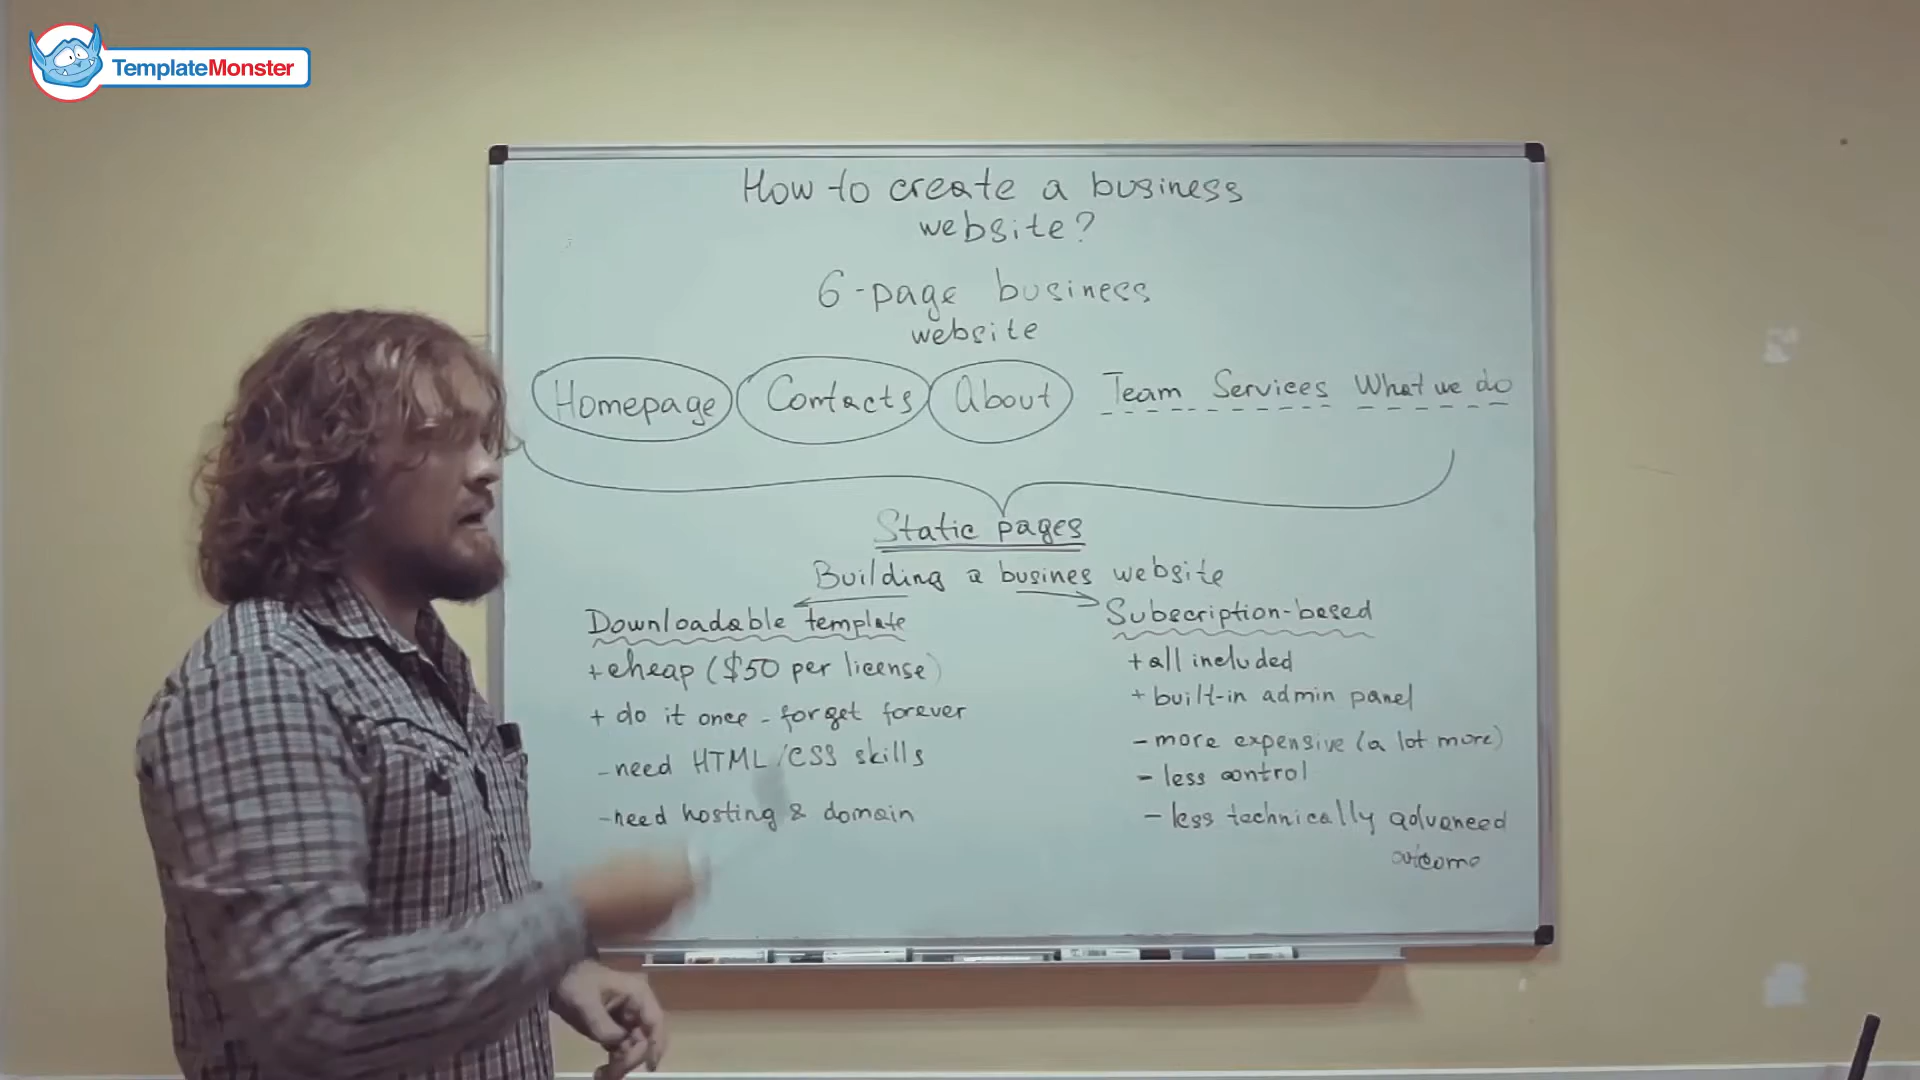 TemplateMonster
How to create a business
website?
6-page business
website
Homepage Contacts About Team Services What we do
Static pages
Building a busines website
Downloadable template
+ cheap ($50 per license)
+ do it once - forget forever
- need HTML/CSS skills
- need hosting & domain
Subscription-based
+ all included
+ built-in admin panel
- more expensive (a lot more)
- less control
- less technically advanced
outcome